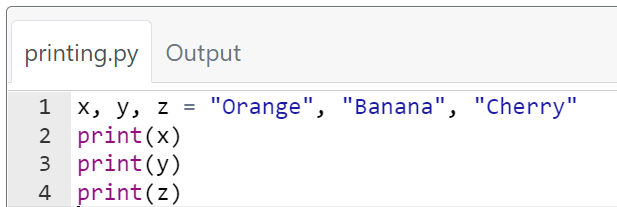 printing.py Output
1 x, y, z = "Orange", "Banana", "Cherry"
2 print(x)
3 print(y)
4 print(z)